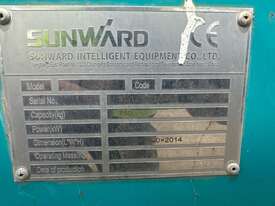 SUNWARD CE
SUNWARD INTELLIGENT EQUIPMENT CO., LTD.
Model Code
Serial No.
Capacity(kg)
Power(kW)
Dimension(L*W*H) 0×2014
Operating Mass
Date of production